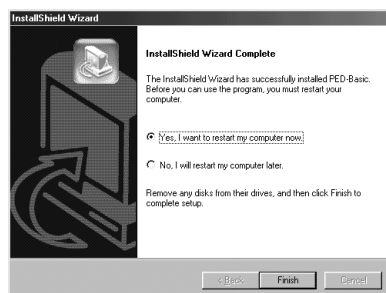 InstallShield Wizard
InstallShield Wizard Complete
The InstallShield Wizard has successfully installed PED-Basic.
Before you can use the program, you must restart your
computer.
Yes, I want to restart my computer now.
No, I will restart my computer later.
Remove any disks from their drives, and then click Finish to
complete setup.
< Back Finish Cancel